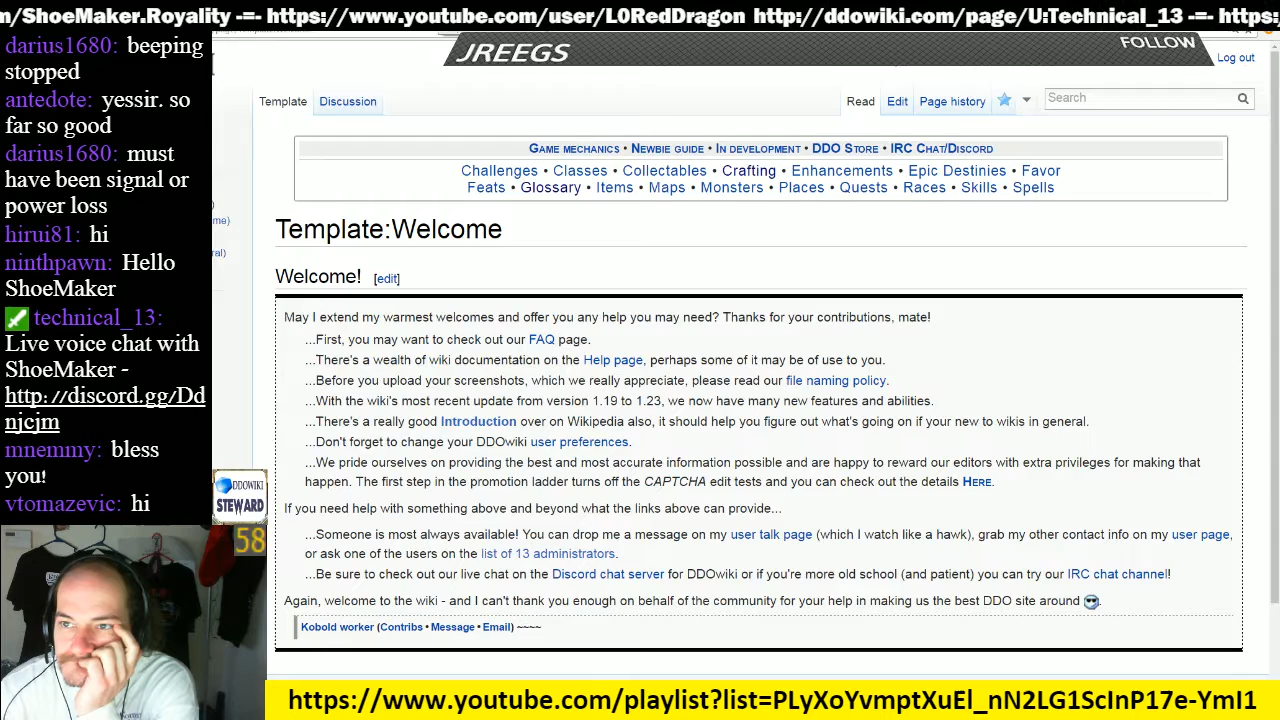 n/ShoeMaker.Royality -=- https://www.youtube.com/user/L0RedDragon http://ddowiki.com/page/U:Technical_13 -=- https:
darius1680: beeping
stopped
antedote: yessir. so
far so good
darius1680: must
have been signal or
power loss
hirui81: hi
ninthpawn: Hello
ShoeMaker
technical_13:
Live voice chat with
ShoeMaker -
http://discord.gg/Dd
njcjm
mnemmy: bless
you!
vtomazevic: hi
DDOWIKI
STEWARD
58
JREEGS
FOLLOW
Log out
Template Discussion Read Edit Page history Search
me)
ral)
GAME MECHANICS • NEWBIE GUIDE • IN DEVELOPMENT • DDO STORE • IRC CHAT/DISCORD
Challenges • Classes • Collectables • Crafting • Enhancements • Epic Destinies • Favor
Feats • Glossary • Items • Maps • Monsters • Places • Quests • Races • Skills • Spells
Template:Welcome
Welcome! [edit]
May I extend my warmest welcomes and offer you any help you may need? Thanks for your contributions, mate!
...First, you may want to check out our FAQ page.
...There's a wealth of wiki documentation on the Help page, perhaps some of it may be of use to you.
...Before you upload your screenshots, which we really appreciate, please read our file naming policy.
...With the wiki's most recent update from version 1.19 to 1.23, we now have many new features and abilities.
...There's a really good Introduction over on Wikipedia also, it should help you figure out what's going on if your new to wikis in general.
...Don't forget to change your DDOwiki user preferences.
...We pride ourselves on providing the best and most accurate information possible and are happy to reward our editors with extra privileges for making that
happen. The first step in the promotion ladder turns off the CAPTCHA edit tests and you can check out the details HERE.
If you need help with something above and beyond what the links above can provide...
...Someone is most always available! You can drop me a message on my user talk page (which I watch like a hawk), grab my other contact info on my user page,
or ask one of the users on the list of 13 administrators.
...Be sure to check out our live chat on the Discord chat server for DDOwiki or if you're more old school (and patient) you can try our IRC chat channel!
Again, welcome to the wiki - and I can't thank you enough on behalf of the community for your help in making us the best DDO site around .
Kobold worker (Contribs • Message • Email) ~~~~
https://www.youtube.com/playlist?list=PLyXoYvmptXuEl_nN2LG1ScInP17e-YmI1